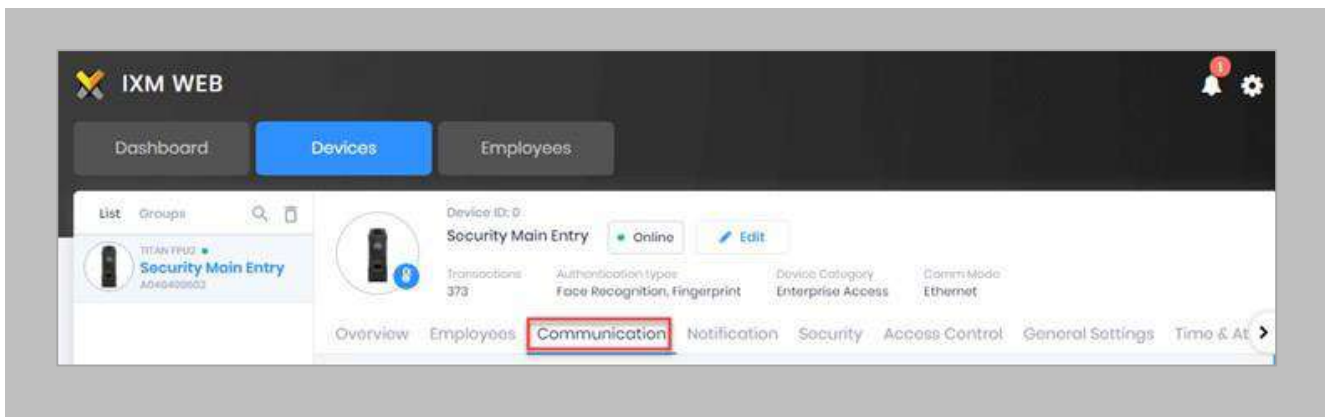 IXM WEB
1
Dashboard Devices Employees
List Groups
TITAN FPU2
Security Main Entry
Device ID: 0
Security Main Entry Online Edit
Transactions Authentication types Device Category Comm Mode
373 Face Recognition, Fingerprint Enterprise Access Ethernet
Overview Employees Communication Notification Security Access Control General Settings Time & At